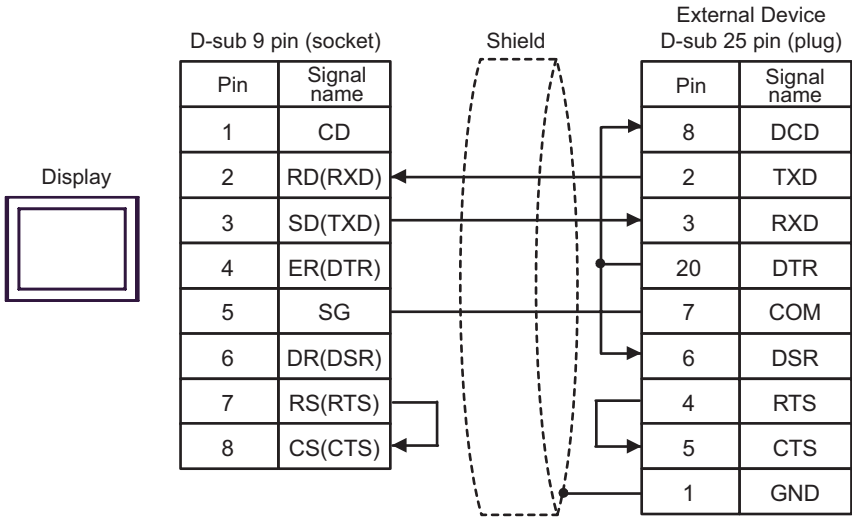 External Device
D-sub 9 pin (socket) Shield D-sub 25 pin (plug)
Pin Signal name Pin Signal name
1 CD 8 DCD
Display 2 RD(RXD) 2 TXD
3 SD(TXD) 3 RXD
4 ER(DTR) 20 DTR
5 SG 7 COM
6 DR(DSR) 6 DSR
7 RS(RTS) 4 RTS
8 CS(CTS) 5 CTS
1 GND